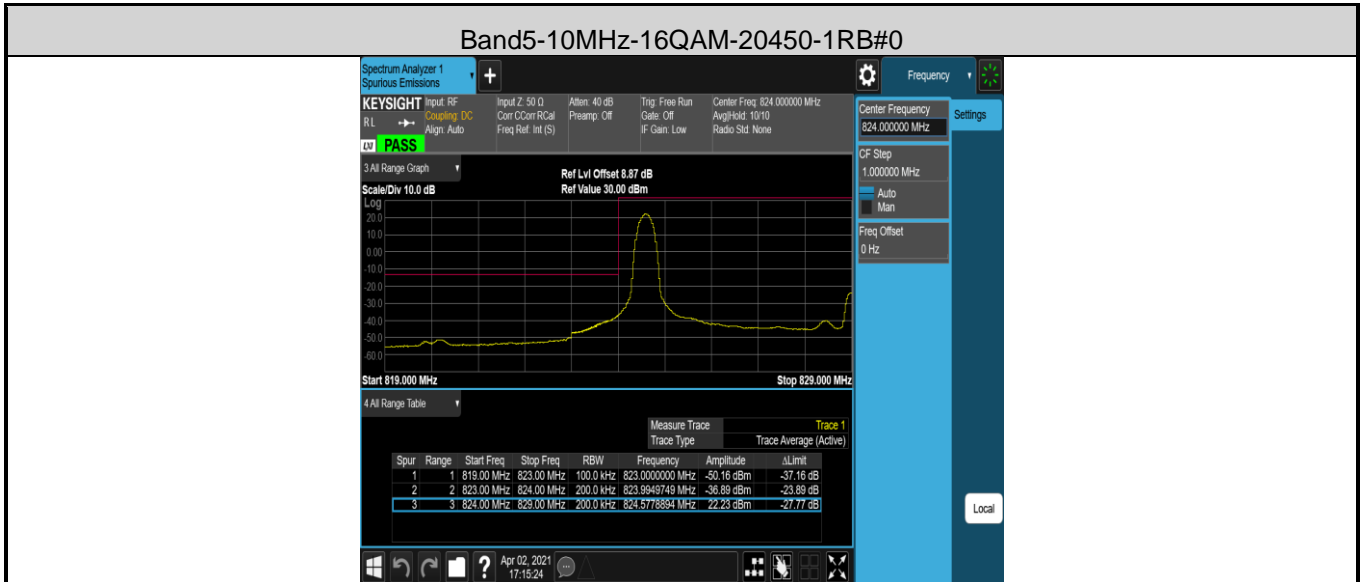 Band5-10MHz-16QAM-20450-1RB#0
Spectrum Analyzer 1
Spurious Emissions
+
Frequency
KEYSIGHT Input: RF Input Z: 50 Ω Atten: 40 dB Trig: Free Run Center Freq: 824.000000 MHz
RL Coupling: DC Corr CCorr RCal Preamp: Off Gate: Off Avg|Hold: 10/10
Align: Auto Freq Ref: Int (S) IF Gain: Low Radio Std: None
LXI PASS
Center Frequency
824.000000 MHz
Settings
CF Step
1.000000 MHz
Auto
Man
Freq Offset
0 Hz
3 All Range Graph
Ref Lvl Offset 8.87 dB
Scale/Div 10.0 dB Ref Value 30.00 dBm
Log
20.0
10.0
0.00
-10.0
-20.0
-30.0
-40.0
-50.0
-60.0
Start 819.000 MHz Stop 829.000 MHz
4 All Range Table
Measure Trace Trace 1
Trace Type Trace Average (Active)
Spur Range Start Freq Stop Freq RBW Frequency Amplitude ΔLimit
1 1 819.00 MHz 823.00 MHz 100.0 kHz 823.0000000 MHz -50.16 dBm -37.16 dB
2 2 823.00 MHz 824.00 MHz 200.0 kHz 823.9949749 MHz -36.89 dBm -23.89 dB
3 3 824.00 MHz 829.00 MHz 200.0 kHz 824.5778894 MHz 22.23 dBm -27.77 dB
Local
?
Apr 02, 2021
17:15:24